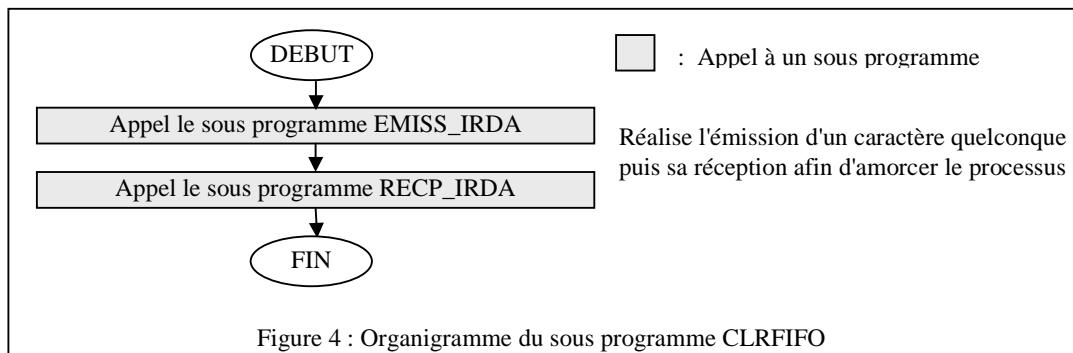 DEBUT
: Appel à un sous programme
Appel le sous programme EMISS_IRDA
Réalise l'émission d'un caractère quelconque
puis sa réception afin d'amorcer le processus
Appel le sous programme RECP_IRDA
FIN
Figure 4 : Organigramme du sous programme CLRFIFO